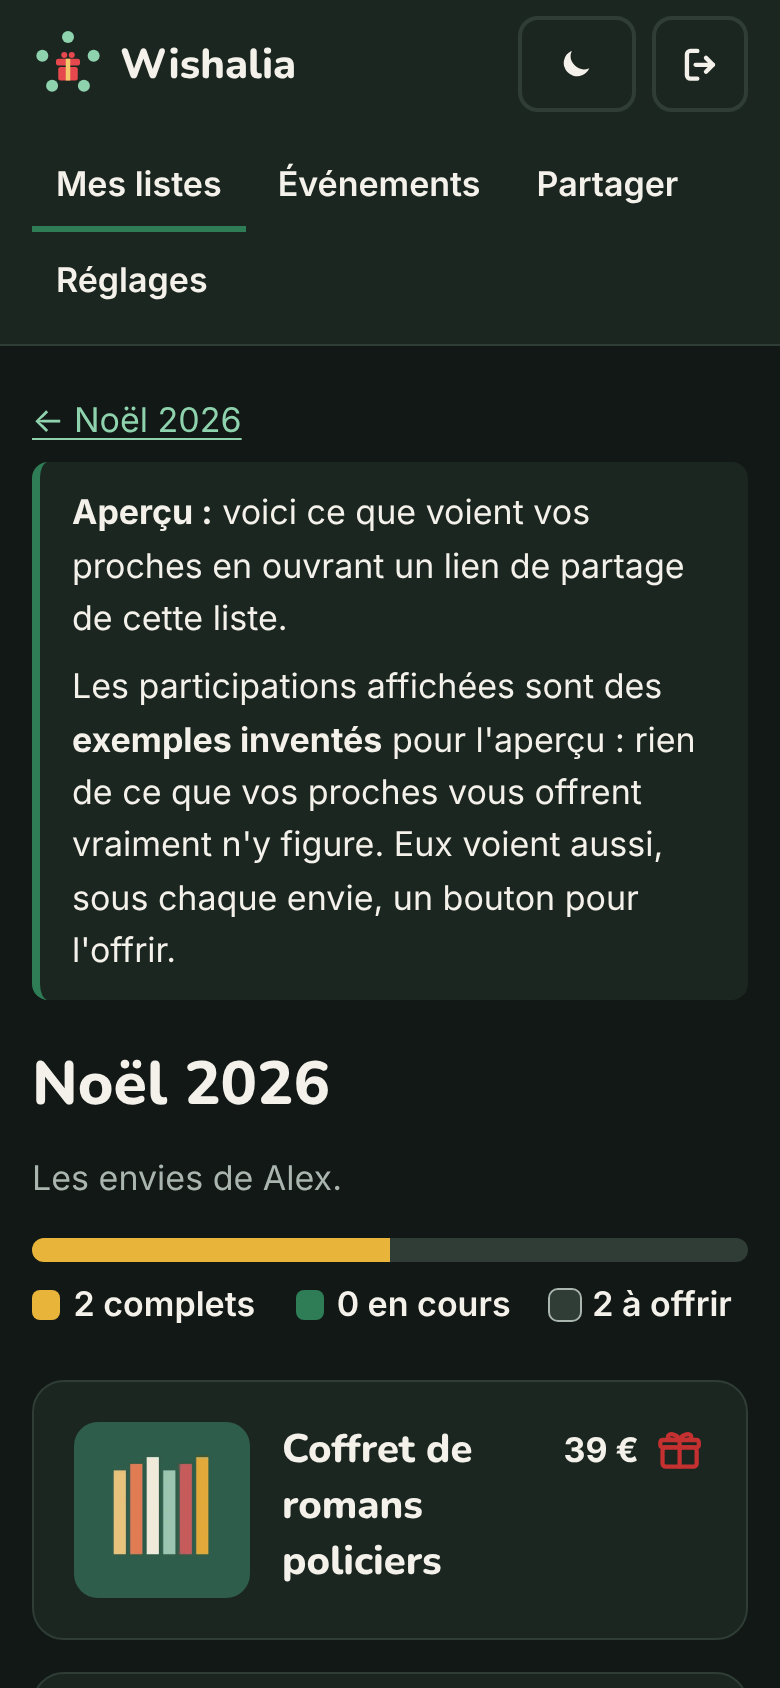 Wishalia
Mes listes
Événements
Partager
Réglages
← Noël 2026
Aperçu : voici ce que voient vos
proches en ouvrant un lien de partage
de cette liste.
Les participations affichées sont des
exemples inventés pour l'aperçu : rien
de ce que vos proches vous offrent
vraiment n'y figure. Eux voient aussi,
sous chaque envie, un bouton pour
l'offrir.
Noël 2026
Les envies de Alex.
2 complets
0 en cours
2 à offrir
Coffret de
romans
policiers
39 €